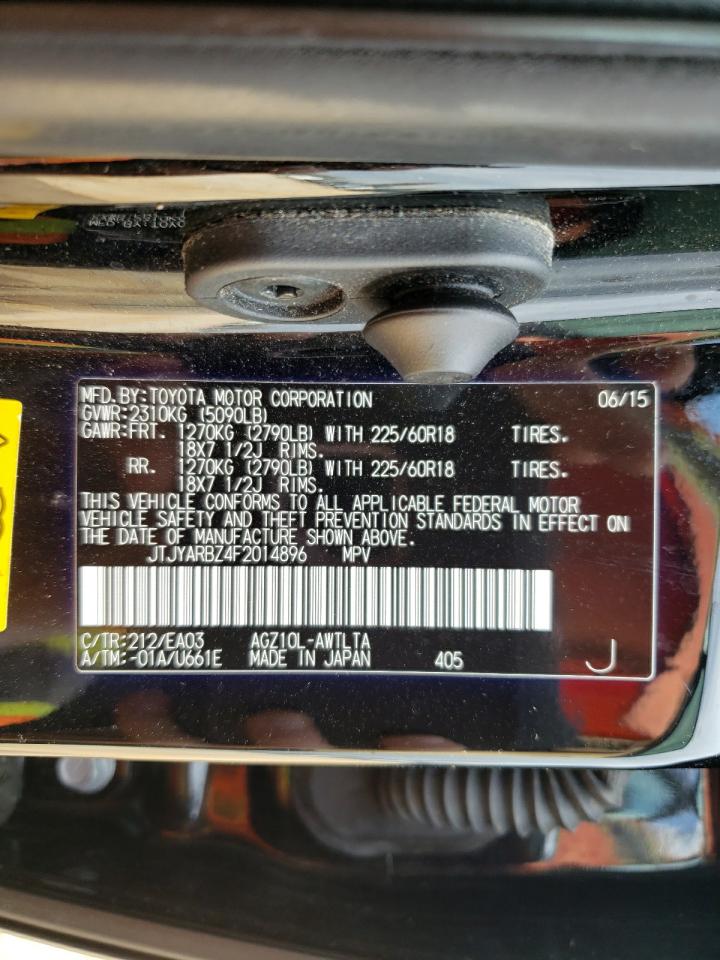 MFD.BY:TOYOTA MOTOR CORPORATION 06/15
GVWR:2310KG (5090LB)
GAWR:FRT. 1270KG (2790LB) WITH 225/60R18 TIRES.
18X7 1/2J RIMS.
RR. 1270KG (2790LB) WITH 225/60R18 TIRES.
18X7 1/2J RIMS.
THIS VEHICLE CONFORMS TO ALL APPLICABLE FEDERAL MOTOR
VEHICLE SAFETY AND THEFT PREVENTION STANDARDS IN EFFECT ON
THE DATE OF MANUFACTURE SHOWN ABOVE.
JTJYARBZ4F2014896 MPV
C/TR:212/EA03 AGZ10L-AWTLTA
A/TM:-01A/U661E MADE IN JAPAN 405 J